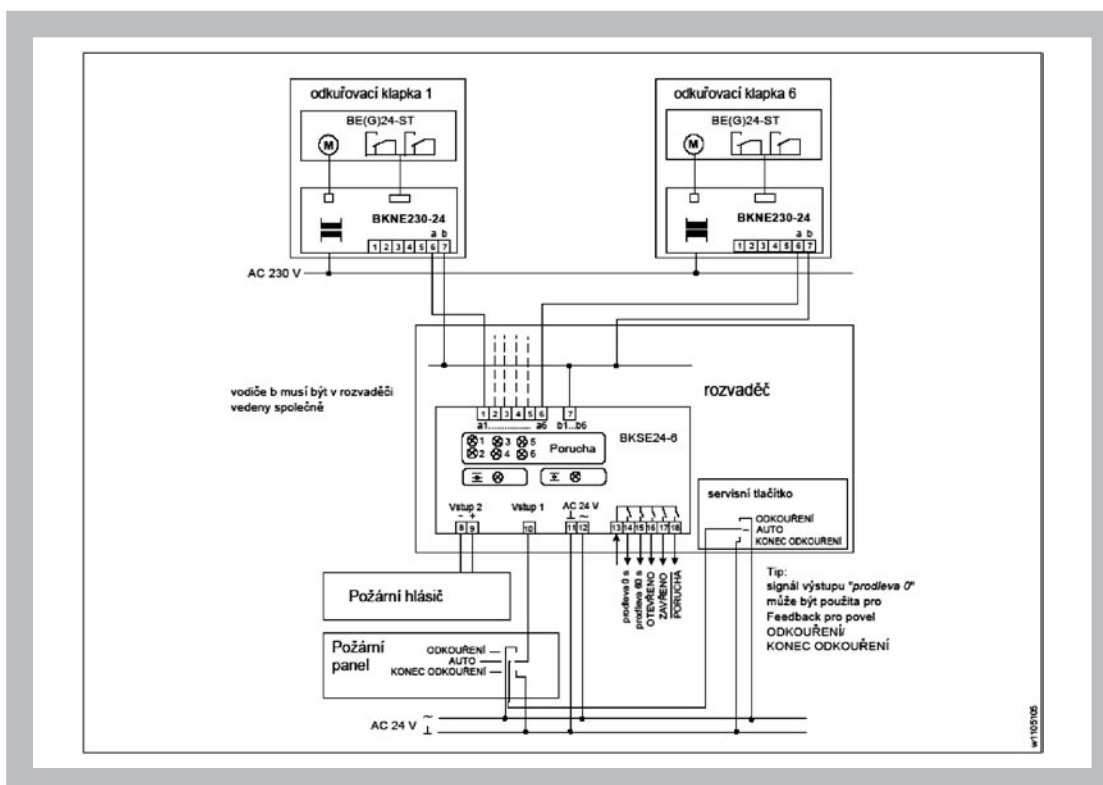 odkuřovací klapka 1
BE(G)24-ST
M
BKNE230-24
a b
1 2 3 4 5 6 7
odkuřovací klapka 6
BE(G)24-ST
M
BKNE230-24
a b
1 2 3 4 5 6 7
AC 230 V
vodiče b musí být v rozvaděči
vedeny společně
rozvaděč
1 2 3 4 5 6 7
a1.................. a6 b1...b6
BKSE24-6
1 3 5
2 4 6
Porucha
Vstup 2 Vstup 1 AC 24 V
- + ⊥ ~
8 9 10 11 12 13 14 15 16 17 18
servisní tlačítko
ODKOUŘENÍ
AUTO
KONEC ODKOUŘENÍ
prodleva 0 s
prodleva 60 s
OTEVŘENO
ZAVŘENO
PORUCHA
Tip:
signál výstupu "prodleva 0"
může být použita pro
Feedback pro povel
ODKOUŘENÍ/
KONEC ODKOUŘENÍ
Požární hlásič
Požární
panel
ODKOUŘENÍ
AUTO
KONEC ODKOUŘENÍ
AC 24 V ~
⊥
w1105105